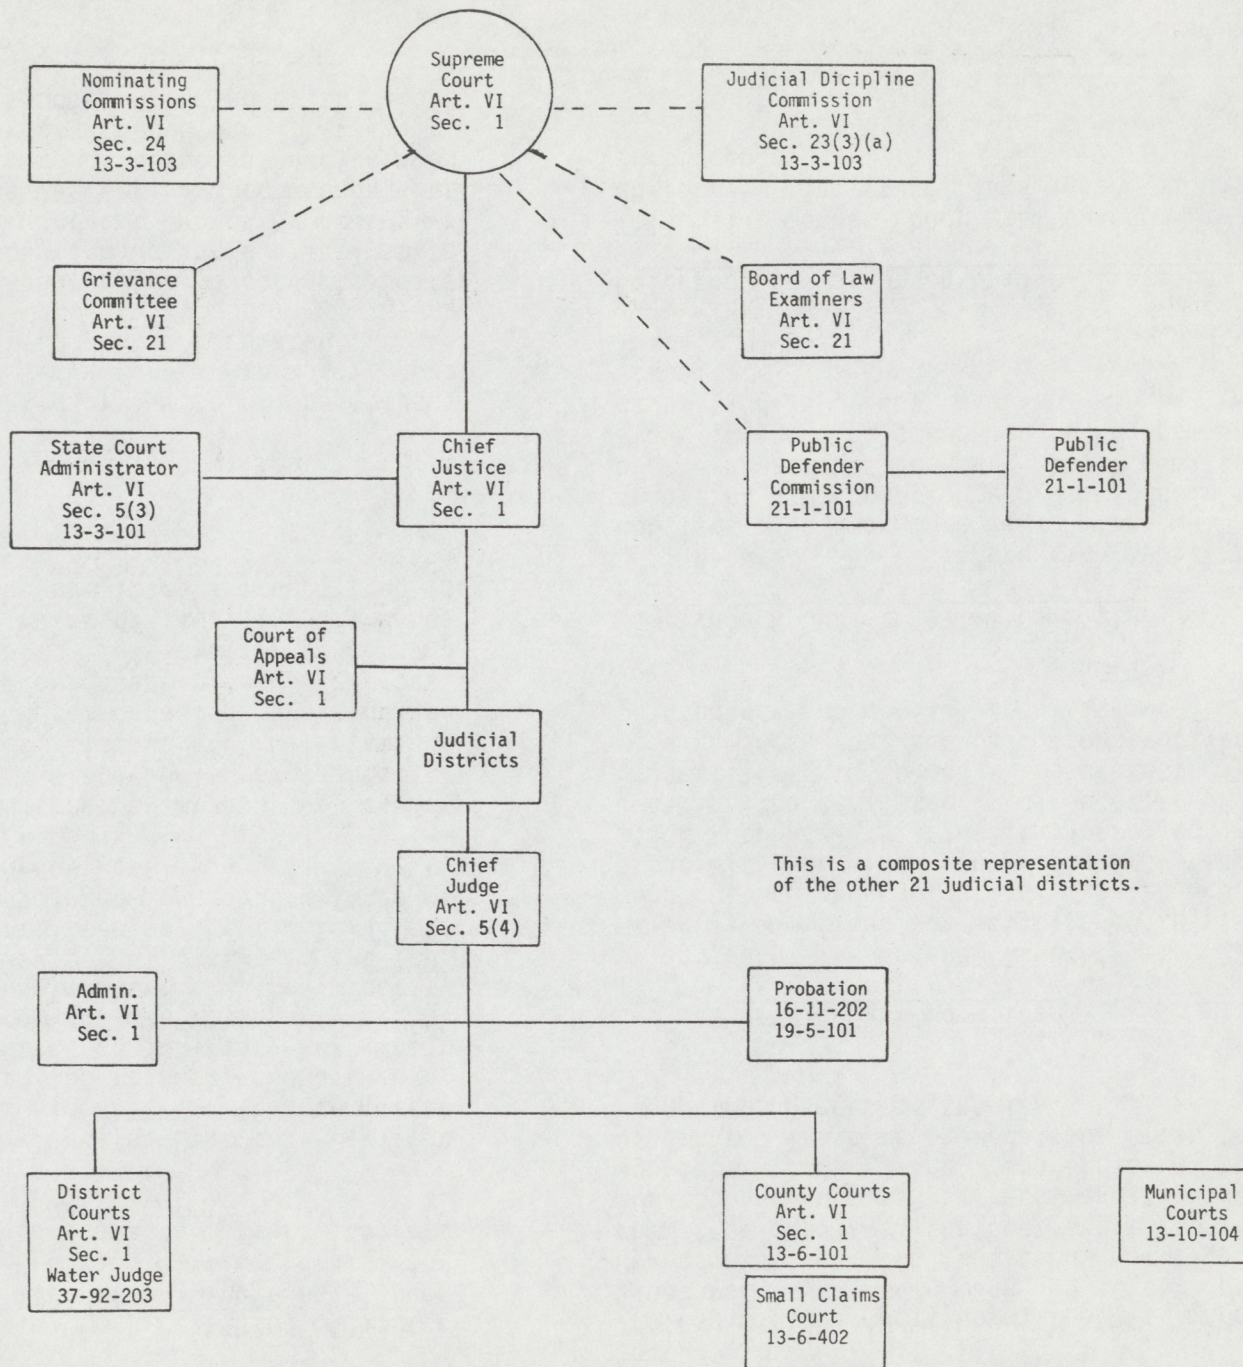 Supreme
Court
Art. VI
Sec. 1
Nominating
Commissions
Art. VI
Sec. 24
13-3-103
Judicial Dicipline
Commission
Art. VI
Sec. 23(3)(a)
13-3-103
Grievance
Committee
Art. VI
Sec. 21
Board of Law
Examiners
Art. VI
Sec. 21
State Court
Administrator
Art. VI
Sec. 5(3)
13-3-101
Chief
Justice
Art. VI
Sec. 1
Public
Defender
Commission
21-1-101
Public
Defender
21-1-101
Court of
Appeals
Art. VI
Sec. 1
Judicial
Districts
Chief
Judge
Art. VI
Sec. 5(4)
This is a composite representation
of the other 21 judicial districts.
Admin.
Art. VI
Sec. 1
Probation
16-11-202
19-5-101
District
Courts
Art. VI
Sec. 1
Water Judge
37-92-203
County Courts
Art. VI
Sec. 1
13-6-101
Small Claims
Court
13-6-402
Municipal
Courts
13-10-104